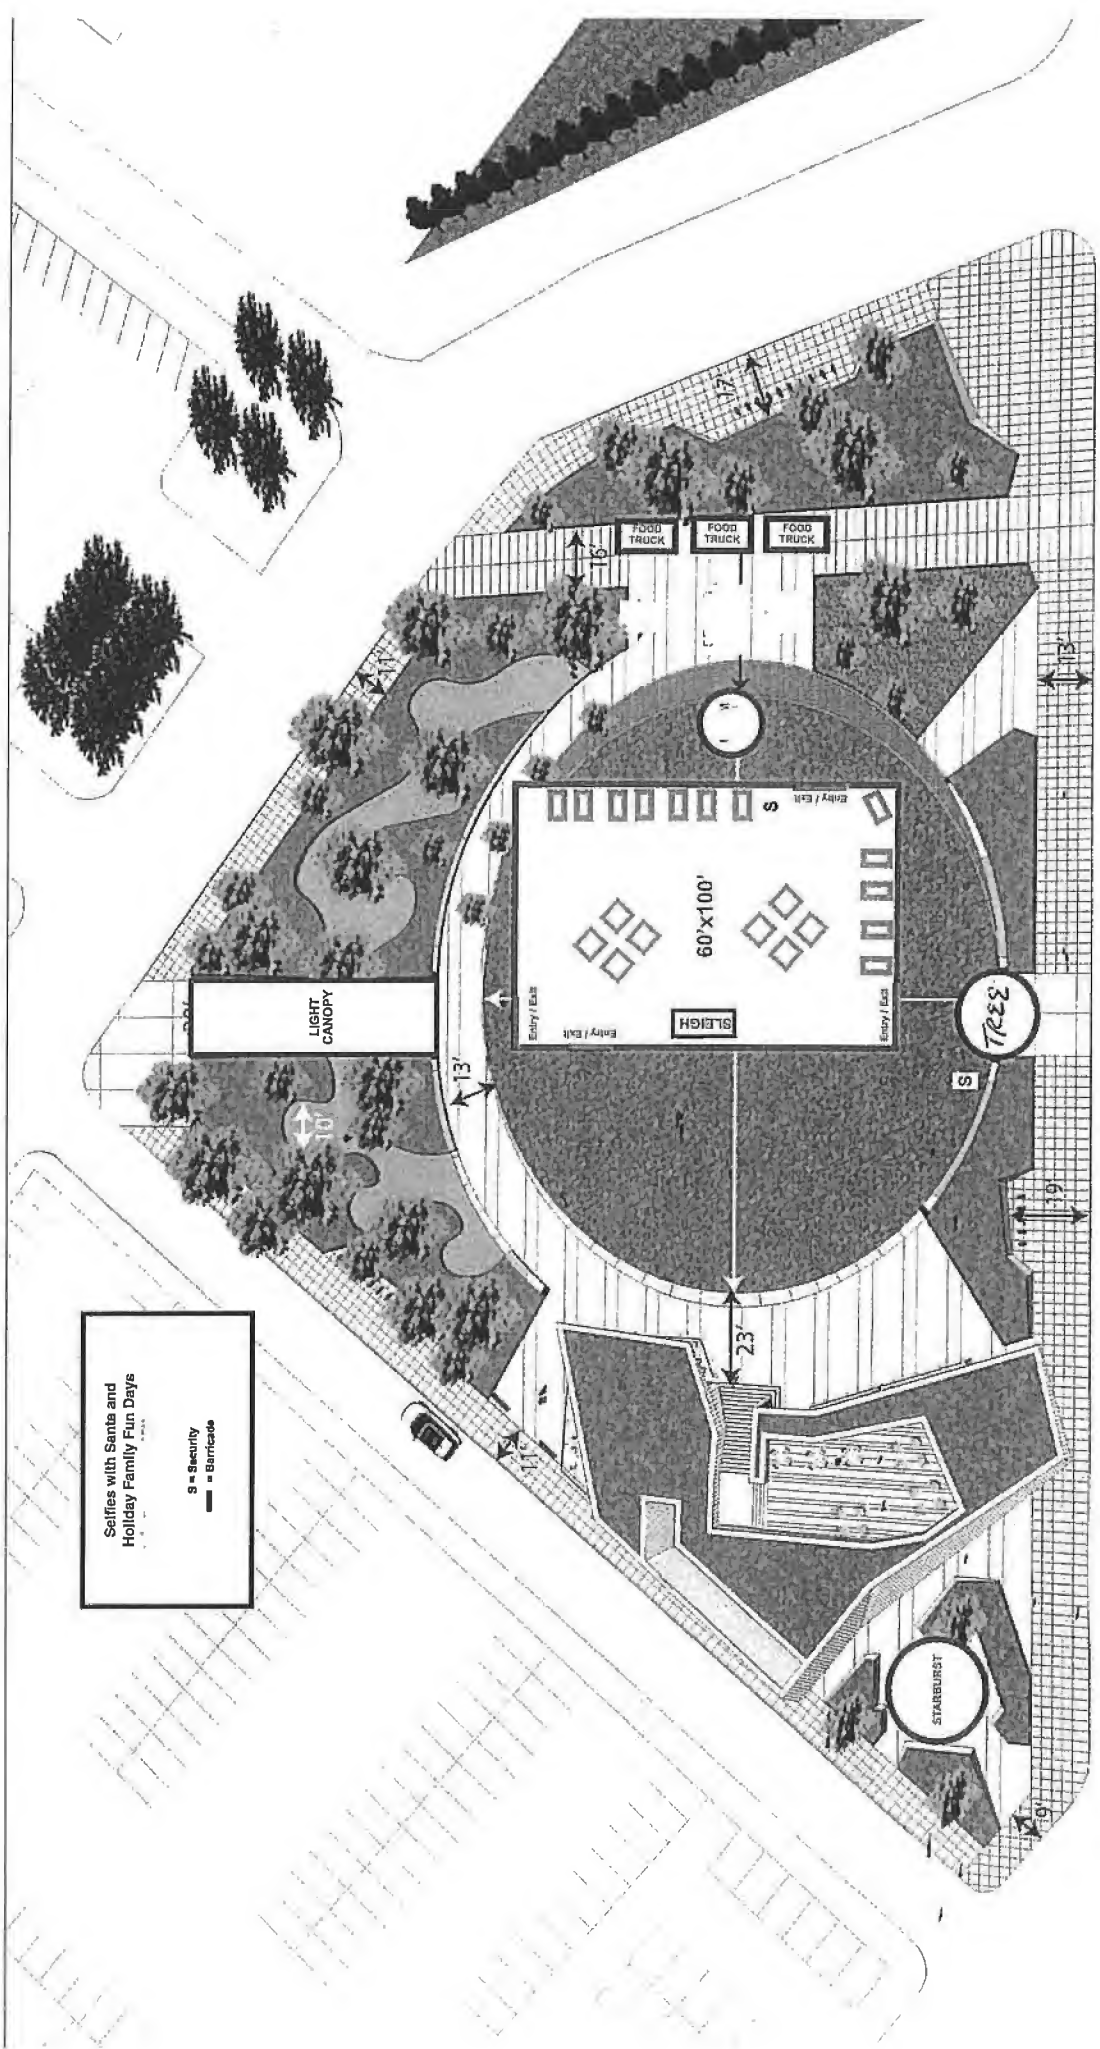 Selfies with Santa and
Holiday Family Fun Days
S = Security
= Barricade
LIGHT
CANOPY
FOOD
TRUCK
FOOD
TRUCK
FOOD
TRUCK
17'
16'
11'
13'
13'
10'
60'x100'
Entry / Exit
Entry / Exit
Entry / Exit
Entry / Exit
SLEIGH
S
TREE
S
19'
23'
11'
STARBURST
9'